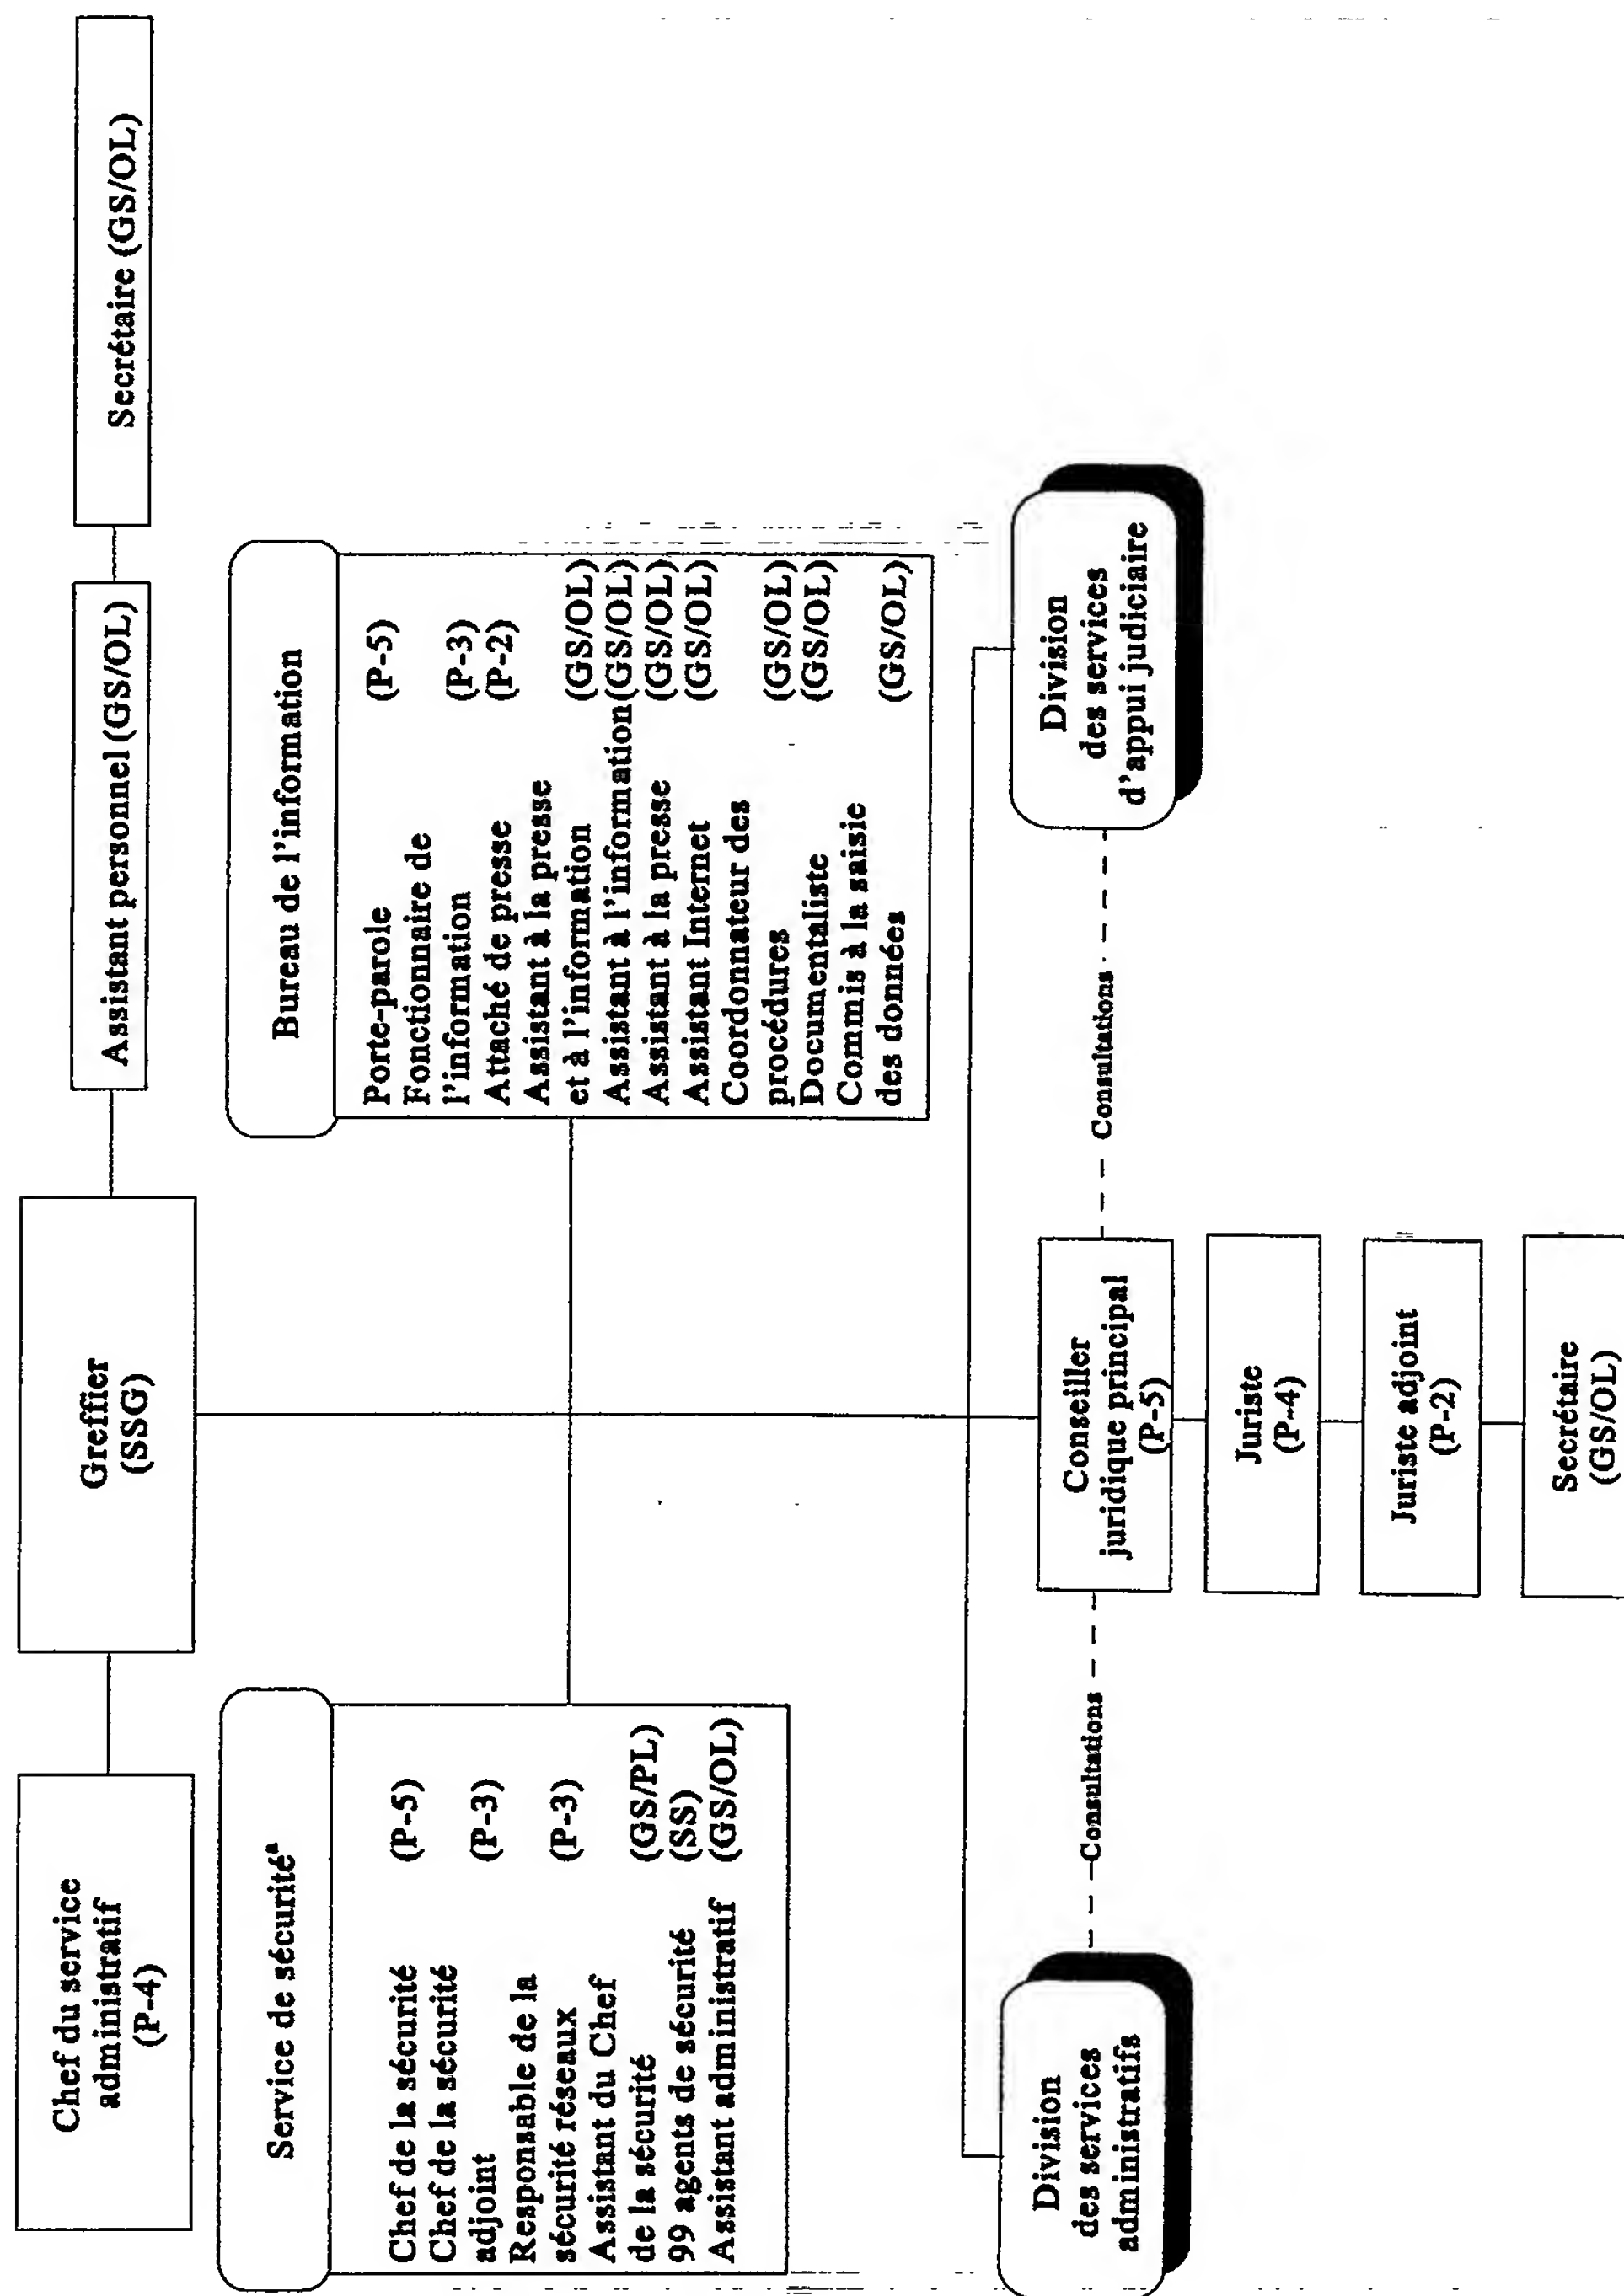 Chef du service
administratif
(P-4)
Greffier
(SSG)
Assistant personnel (GS/OL)
Secrétaire (GS/OL)
Service de sécuritéª
Chef de la sécurité (P-5)
Chef de la sécurité
adjoint (P-3)
Responsable de la
sécurité réseaux (P-3)
Assistant du Chef
de la sécurité (GS/PL)
99 agents de sécurité (SS)
Assistant administratif (GS/OL)
Bureau de l'information
Porte-parole (P-5)
Fonctionnaire de
l'information (P-3)
Attaché de presse (P-2)
Assistant à la presse
et à l'information (GS/OL)
Assistant à l'information (GS/OL)
Assistant à la presse (GS/OL)
Assistant Internet (GS/OL)
Coordonnateur des
procédures (GS/OL)
Documentaliste (GS/OL)
Commis à la saisie
des données (GS/OL)
Division
des services
administratifs
Consultations
Conseiller
juridique principal
(P-5)
Consultations
Division
des services
d'appui judiciaire
Juriste
(P-4)
Juriste adjoint
(P-2)
Secrétaire
(GS/OL)